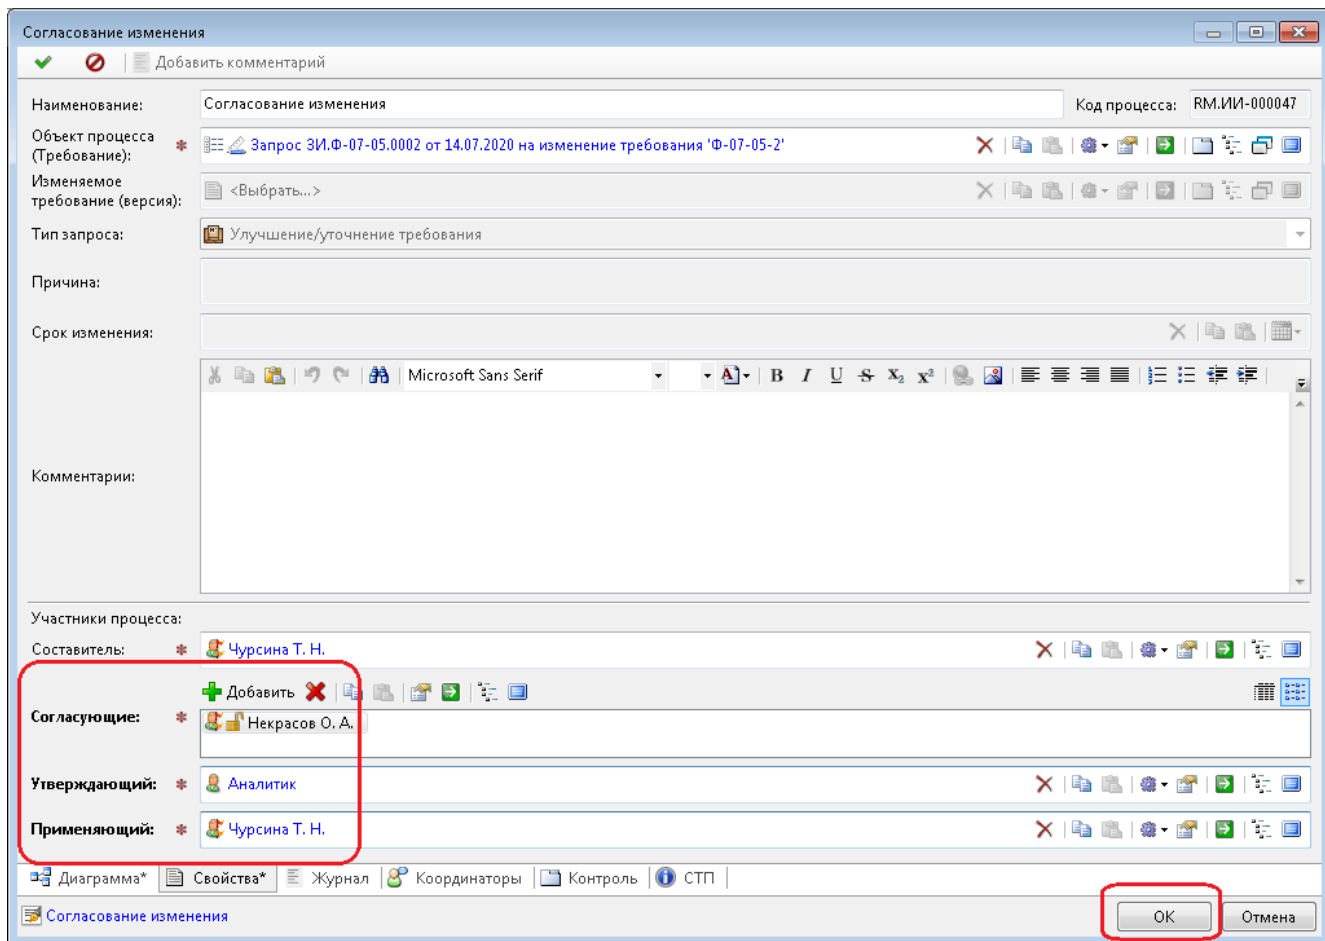 Согласование изменения
Добавить комментарий
Наименование: Согласование изменения Код процесса: RM.ИИ-000047
Объект процесса
(Требование): * Запрос ЗИ.Ф-07-05.0002 от 14.07.2020 на изменение требования 'Ф-07-05-2'
Изменяемое
требование (версия): <Выбрать...>
Тип запроса: Улучшение/уточнение требования
Причина:
Срок изменения:
Microsoft Sans Serif A B I U S X₂ x²
Комментарии:
Участники процесса:
Составитель: * Чурсина Т. Н.
Добавить
Согласующие: * Некрасов О. А.
Утверждающий: * Аналитик
Применяющий: * Чурсина Т. Н.
Диаграмма* Свойства* Журнал Координаторы Контроль СТП
Согласование изменения OK Отмена